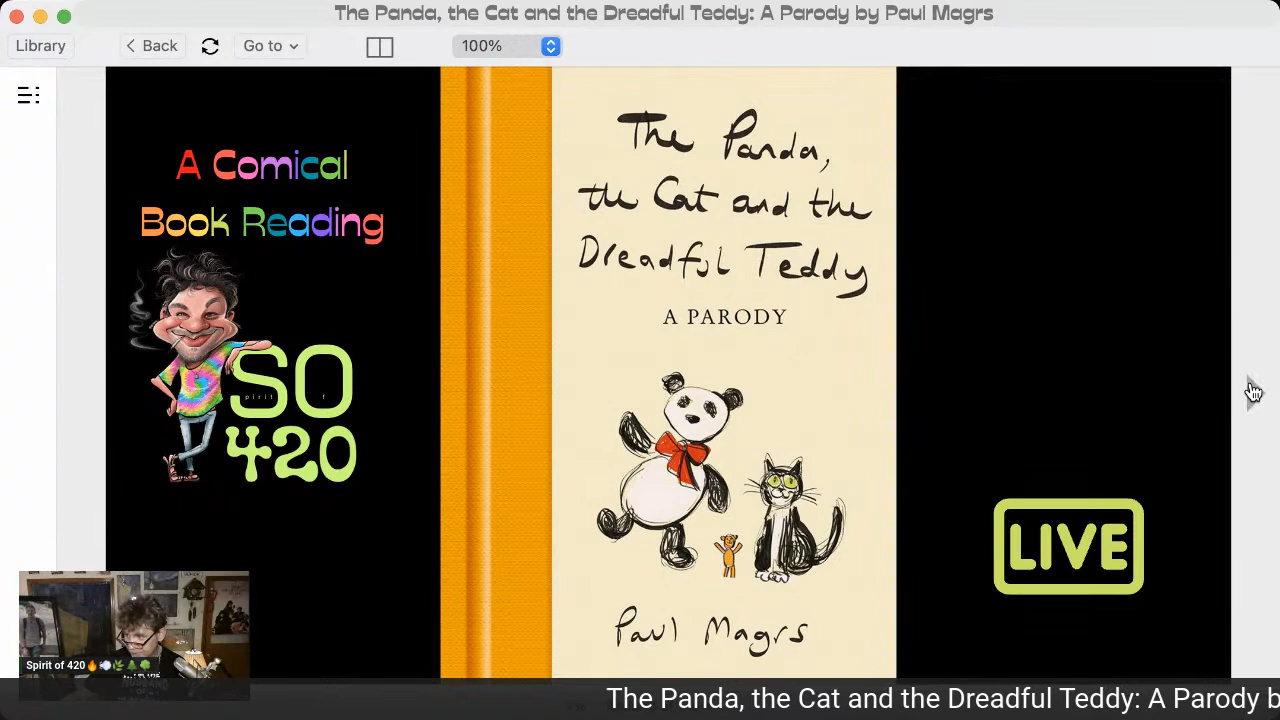 The Panda, the Cat and the Dreadful Teddy: A Parody by Paul Magrs
Library
Back
Go to
100%
A Comical
Book Reading
SO
pirit f
420
The Panda,
the Cat and the
Dreadful Teddy
A PARODY
Paul Magrs
LIVE
Spirit of 420🔥💨🌿🌲🌳
The Panda, the Cat and the Dreadful Teddy: A Parody b